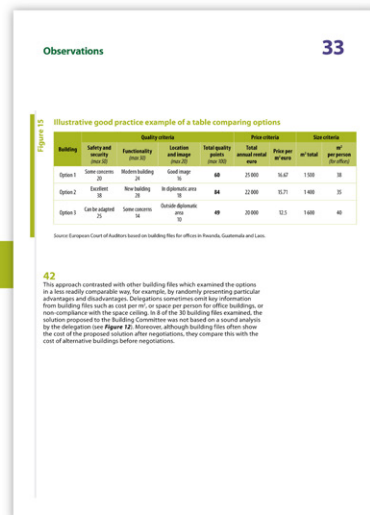 Observations
33
Figure 15
Illustrative good practice example of a table comparing options
Quality criteria Price criteria Size criteria
Building Safety and security (max 50) Functionality (max 30) Location and image (max 20) Total quality points (max 100) Total annual rental euro Price per m² euro m² total m² per person (for offices)
Option 1 Some concerns 20 Modern building 24 Good image 16 60 25 000 16.67 1 500 38
Option 2 Excellent 38 New building 28 In diplomatic area 18 84 22 000 15.71 1 400 35
Option 3 Can be adapted 25 Some concerns 14 Outside diplomatic area 10 49 20 000 12.5 1 600 40
Source: European Court of Auditors based on building files for offices in Rwanda, Guatemala and Laos.
42
This approach contrasted with other building files which examined the options
in a less readily comparable way, for example, by randomly presenting particular
advantages and disadvantages. Delegations sometimes omit key information
from building files such as cost per m², or space per person for office buildings, or
non-compliance with the space ceiling. In 8 of the 30 building files examined, the
solution proposed to the Building Committee was not based on a sound analysis
by the delegation (see Figure 12). Moreover, although building files often show
the cost of the proposed solution after negotiations, they compare this with the
cost of alternative buildings before negotiations.